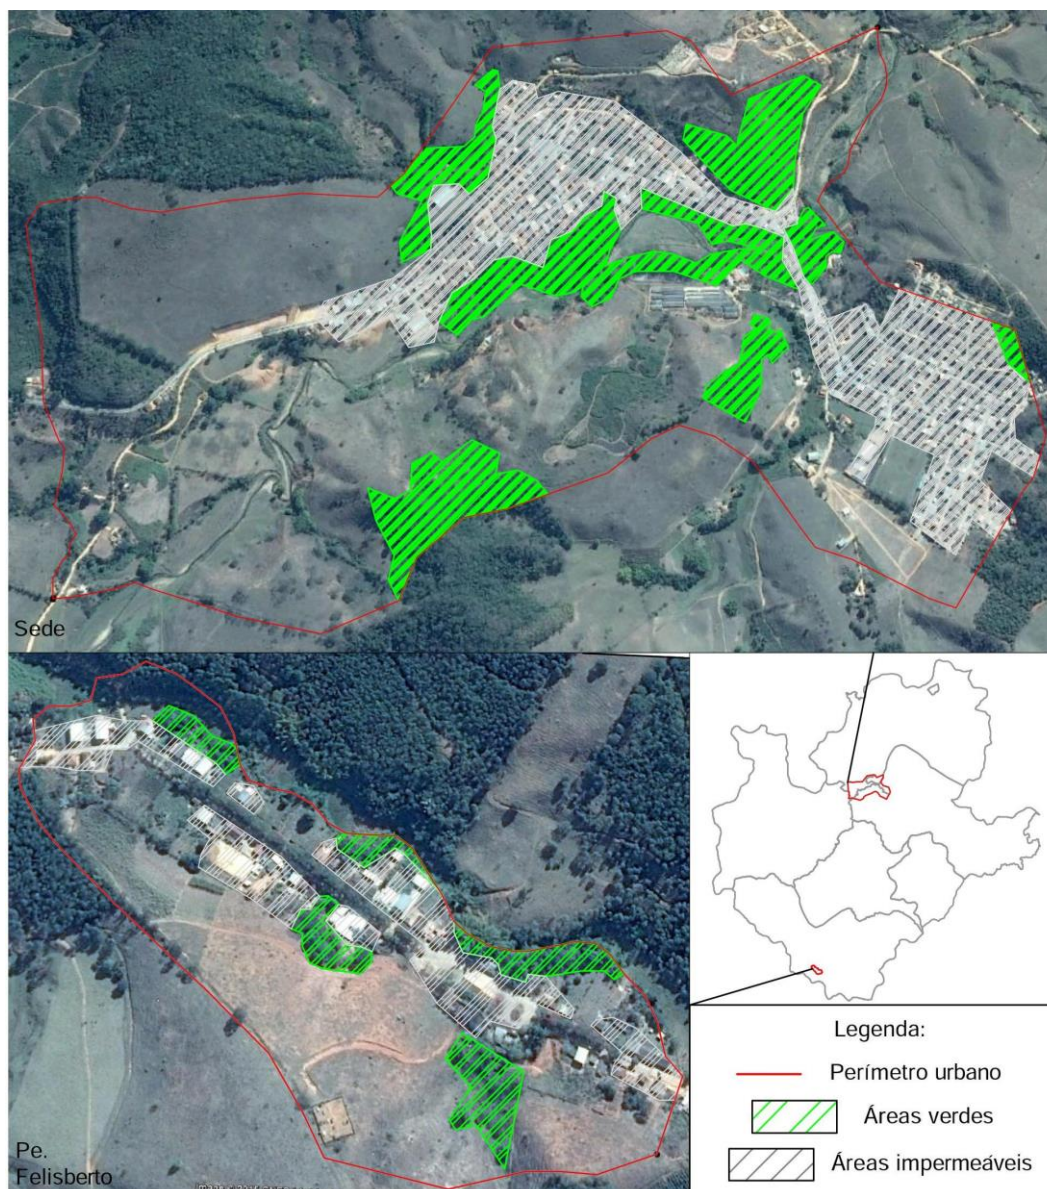 Sede
Pe.
Felisberto
Legenda:
Perímetro urbano
Áreas verdes
Áreas impermeáveis